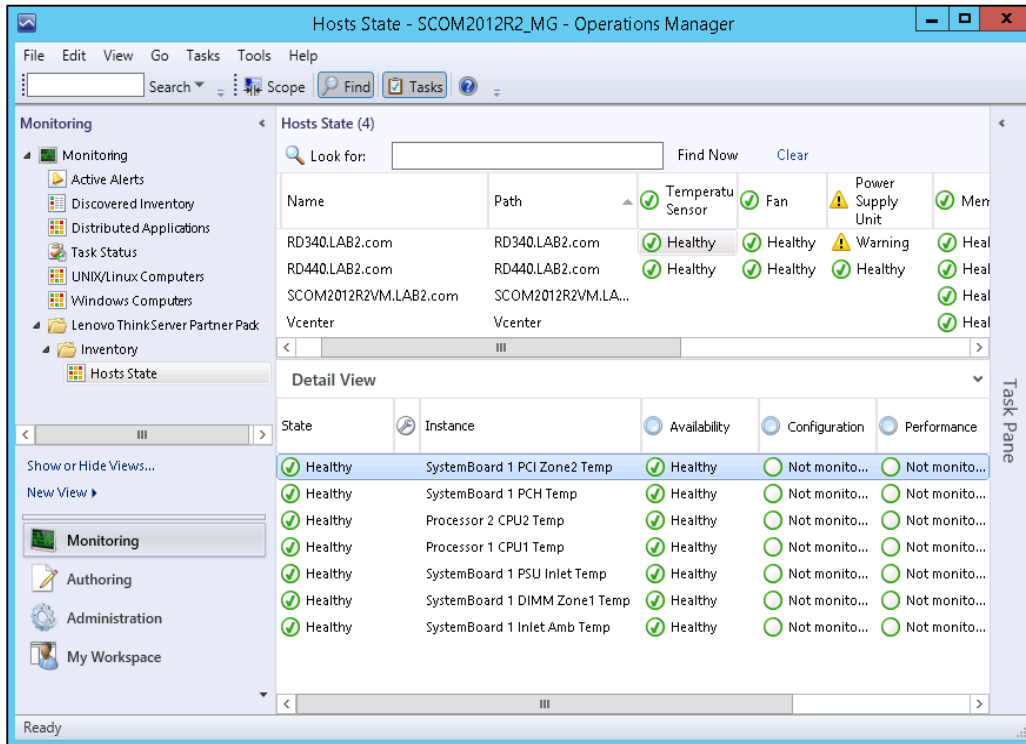 Hosts State - SCOM2012R2_MG - Operations Manager
File Edit View Go Tasks Tools Help
Search Scope Find Tasks
Monitoring
Monitoring
Active Alerts
Discovered Inventory
Distributed Applications
Task Status
UNIX/Linux Computers
Windows Computers
Lenovo ThinkServer Partner Pack
Inventory
Hosts State
Show or Hide Views...
New View
Monitoring
Authoring
Administration
My Workspace
Hosts State (4)
Look for: Find Now Clear
Name Path Temperatu Sensor Fan Power Supply Unit Mem
RD340.LAB2.com RD340.LAB2.com Healthy Healthy Warning Heal
RD440.LAB2.com RD440.LAB2.com Healthy Healthy Healthy Heal
SCOM2012R2VM.LAB2.com SCOM2012R2VM.LA... Heal
Vcenter Vcenter Heal
Detail View
State Instance Availability Configuration Performance
Healthy SystemBoard 1 PCI Zone2 Temp Healthy Not monito... Not monito...
Healthy SystemBoard 1 PCH Temp Healthy Not monito... Not monito...
Healthy Processor 2 CPU2 Temp Healthy Not monito... Not monito...
Healthy Processor 1 CPU1 Temp Healthy Not monito... Not monito...
Healthy SystemBoard 1 PSU Inlet Temp Healthy Not monito... Not monito...
Healthy SystemBoard 1 DIMM Zone1 Temp Healthy Not monito... Not monito...
Healthy SystemBoard 1 Inlet Amb Temp Healthy Not monito... Not monito...
Task Pane
Ready